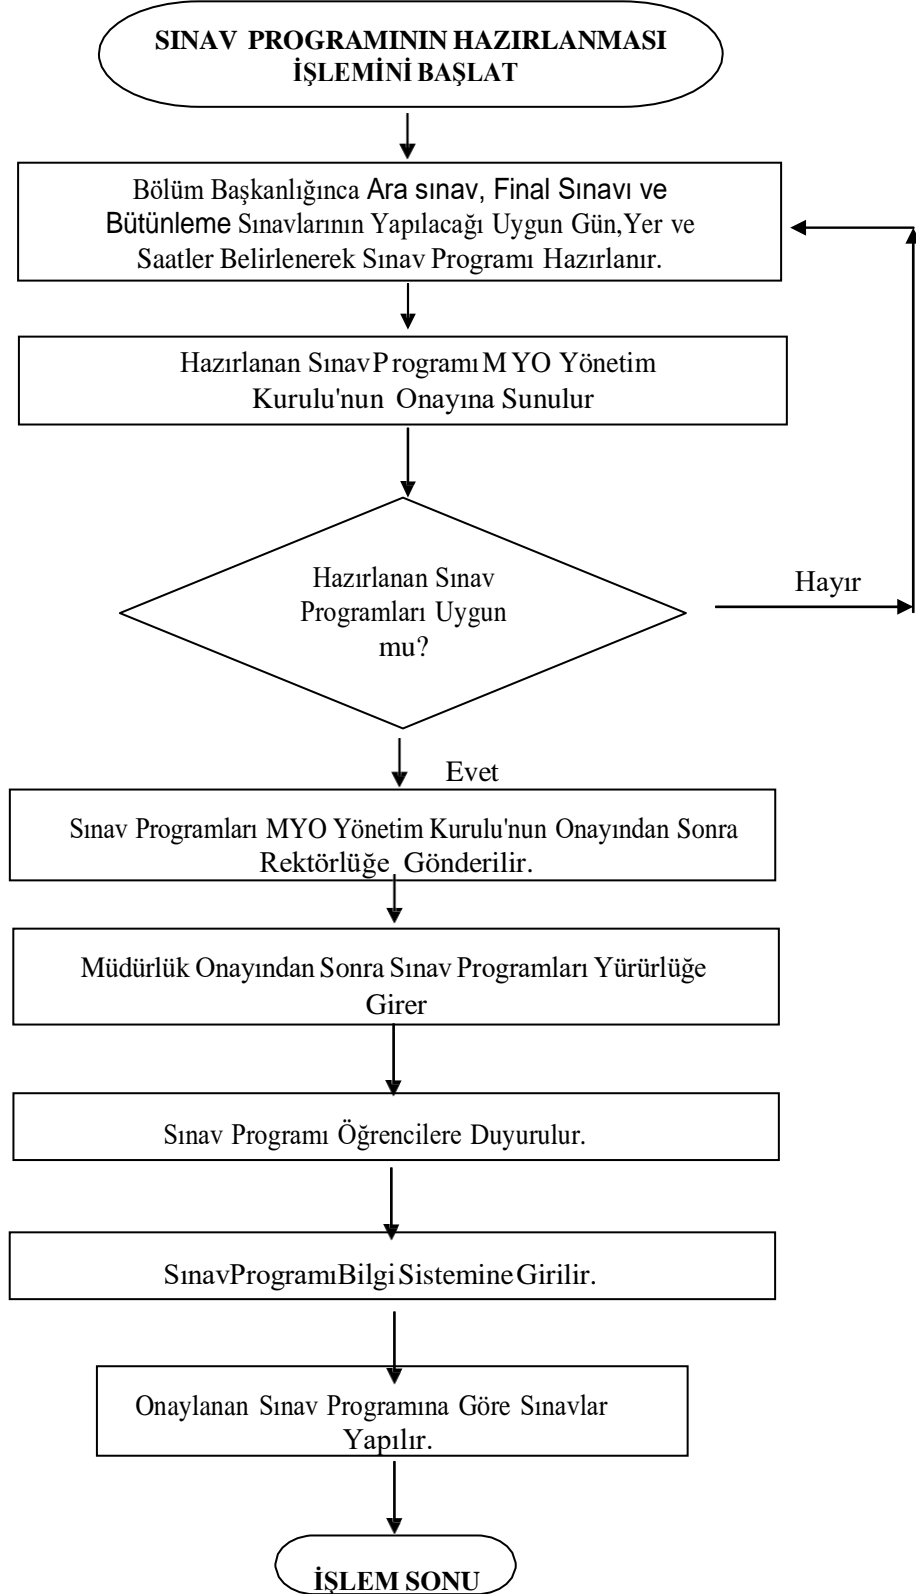 SINAV PROGRAMININ HAZIRLANMASI
İŞLEMİNİ BAŞLAT
Bölüm Başkanlığınca Ara sınav, Final Sınavı ve
Bütünleme Sınavlarının Yapılacağı Uygun Gün,Yer ve
Saatler Belirlenerek Sınav Programı Hazırlanır.
Hazırlanan SınavProgramı MYO Yönetim
Kurulu'nun Onayına Sunulur
Hazırlanan Sınav
Programları Uygun
mu?
Hayır
Evet
Sınav Programları MYO Yönetim Kurulu'nun Onayından Sonra
Rektörlüğe Gönderilir.
Müdürlük Onayından Sonra Sınav Programları Yürürlüğe
Girer
Sınav Programı Öğrencilere Duyurulur.
SınavProgramıBilgiSistemineGirilir.
Onaylanan Sınav Programına Göre Sınavlar
Yapılır.
İŞLEM SONU